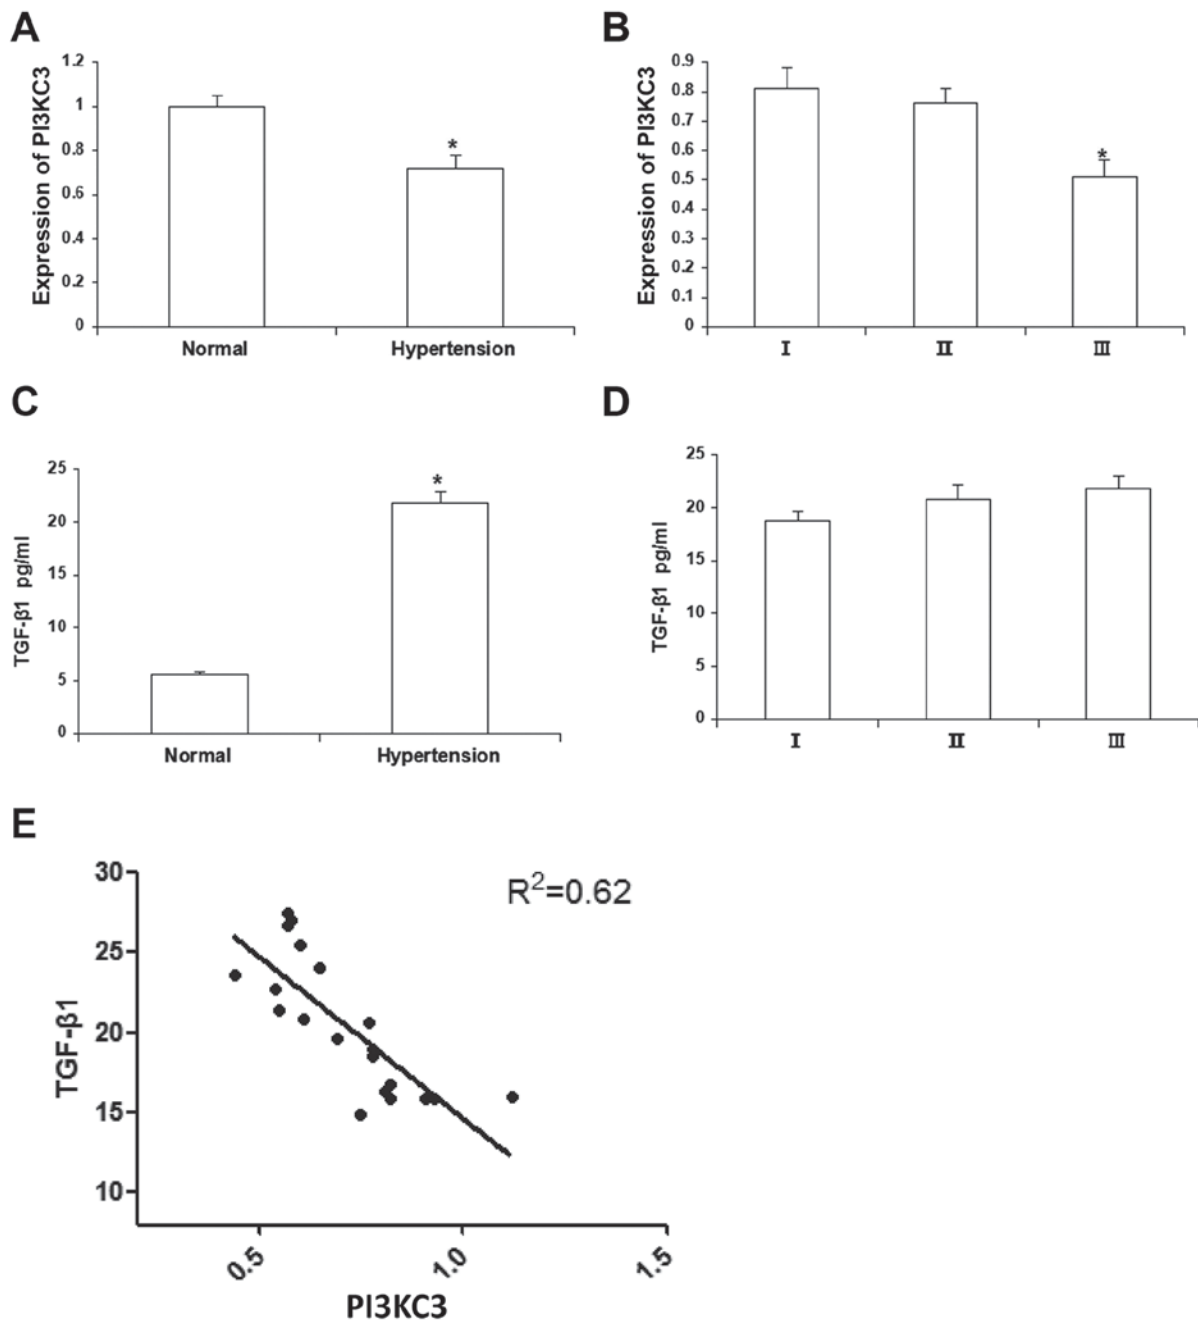 A
Expression of PI3KC3
1.2
1
0.8
0.6
0.4
0.2
0
*
Normal Hypertension
B
Expression of PI3KC3
0.9
0.8
0.7
0.6
0.5
0.4
0.3
0.2
0.1
0
*
I II III
C
TGF-β1 pg/ml
25
20
15
10
5
0
*
Normal Hypertension
D
TGF-β1 pg/ml
25
20
15
10
5
0
I II III
E
R²=0.62
TGF-β1
30
25
20
15
10
0.5 1.0 1.5
PI3KC3